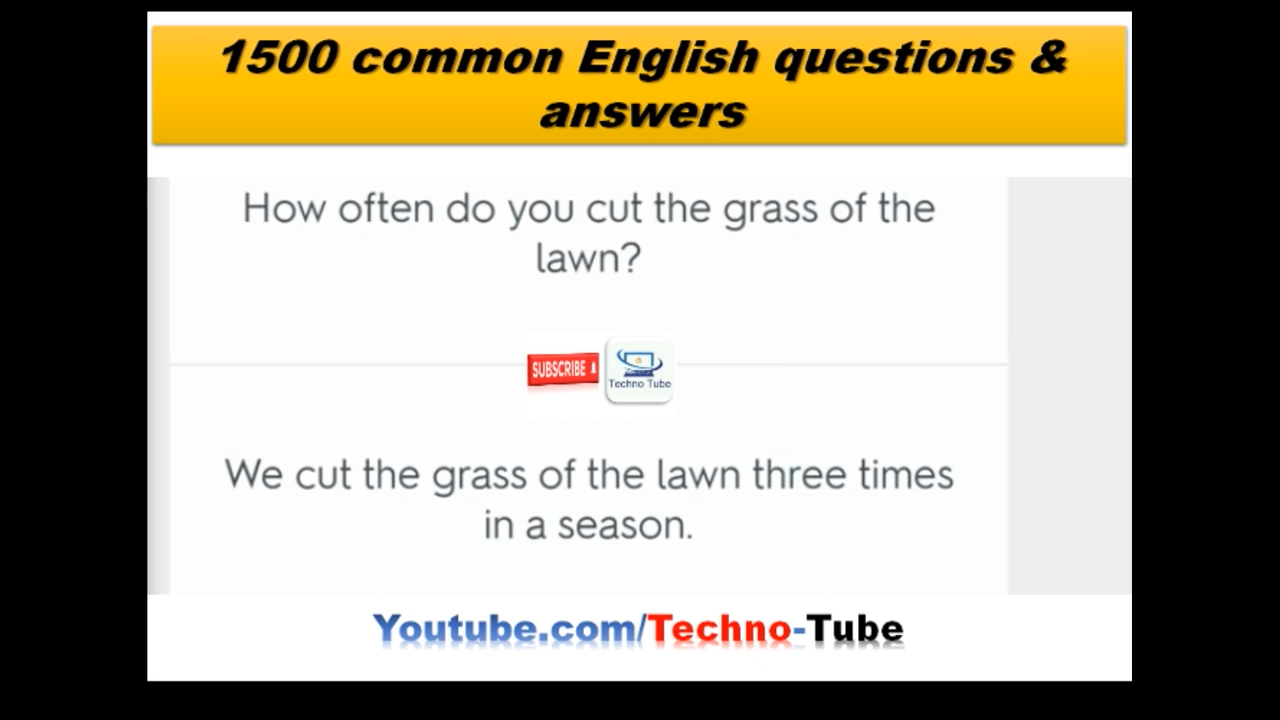 1500 common English questions &
answers
How often do you cut the grass of the
lawn?
SUBSCRIBE
Techno Tube
We cut the grass of the lawn three times
in a season.
Youtube.com/Techno-Tube